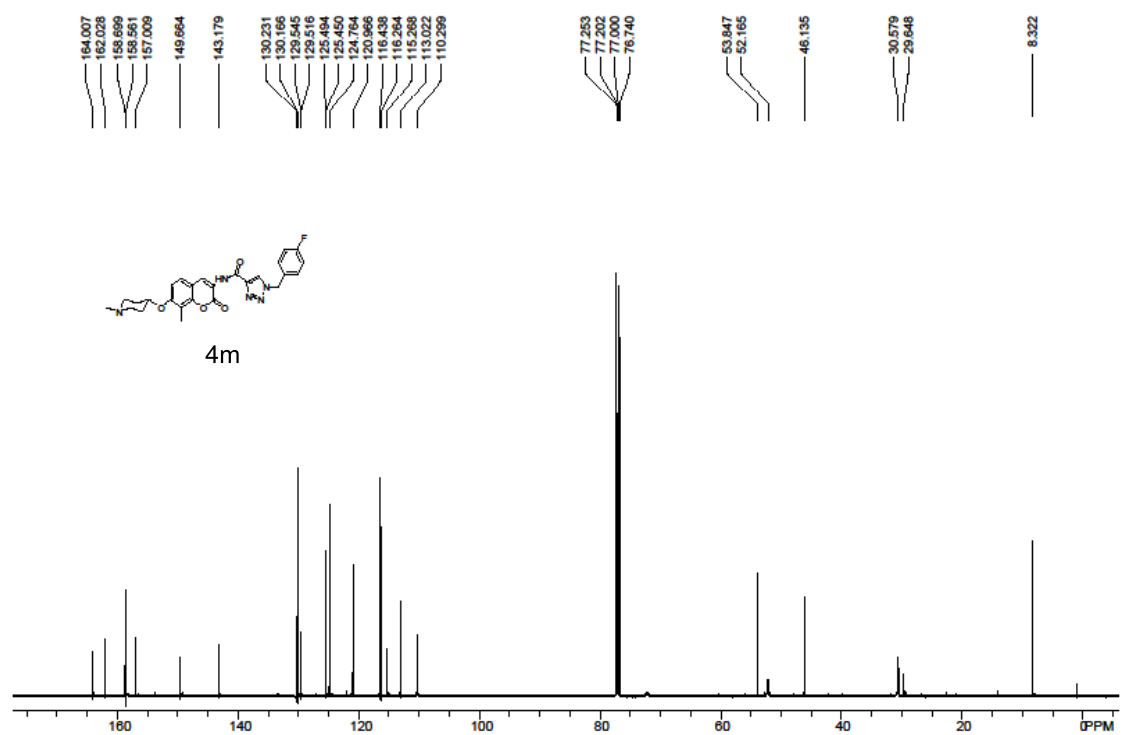 164.007
162.028
158.699
158.561
157.009
149.664
143.179
130.231
130.166
129.545
129.516
125.494
125.450
124.764
120.966
116.438
116.264
115.268
113.022
110.299
77.253
77.202
77.000
76.740
53.847
52.165
46.135
30.579
29.648
8.322
F
O
HN
N
N=N
N
O
O
O
4m
160 140 120 100 80 60 40 20 0 PPM